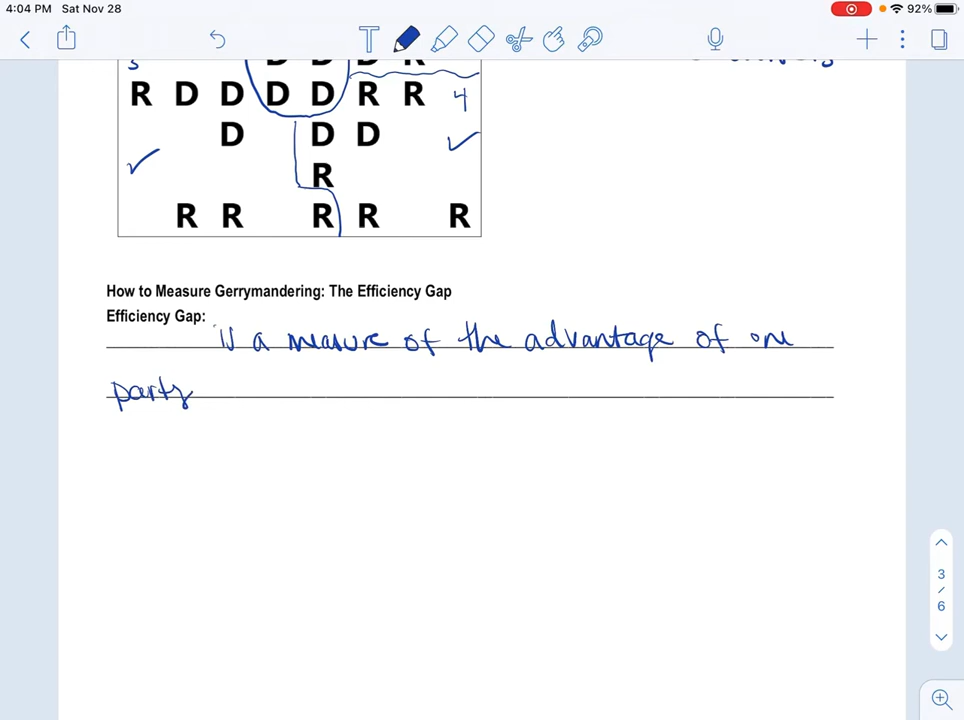 4:04 PM Sat Nov 28
92%
R D D D D R R 4
D D D
R
R R R R R
How to Measure Gerrymandering: The Efficiency Gap
Efficiency Gap:
is a measure of the advantage of one
party
3
/
6